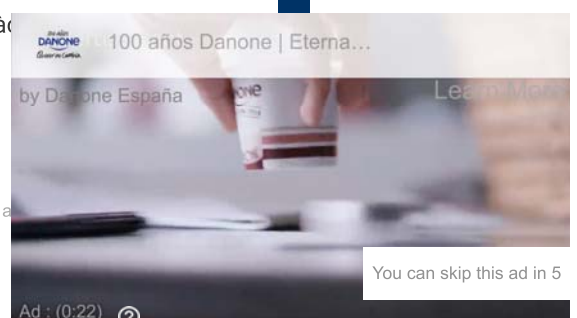 DANONE
100 años Danone | Eterna…
by Danone España
Learn More
You can skip this ad in 5
Ad : (0:22)
?